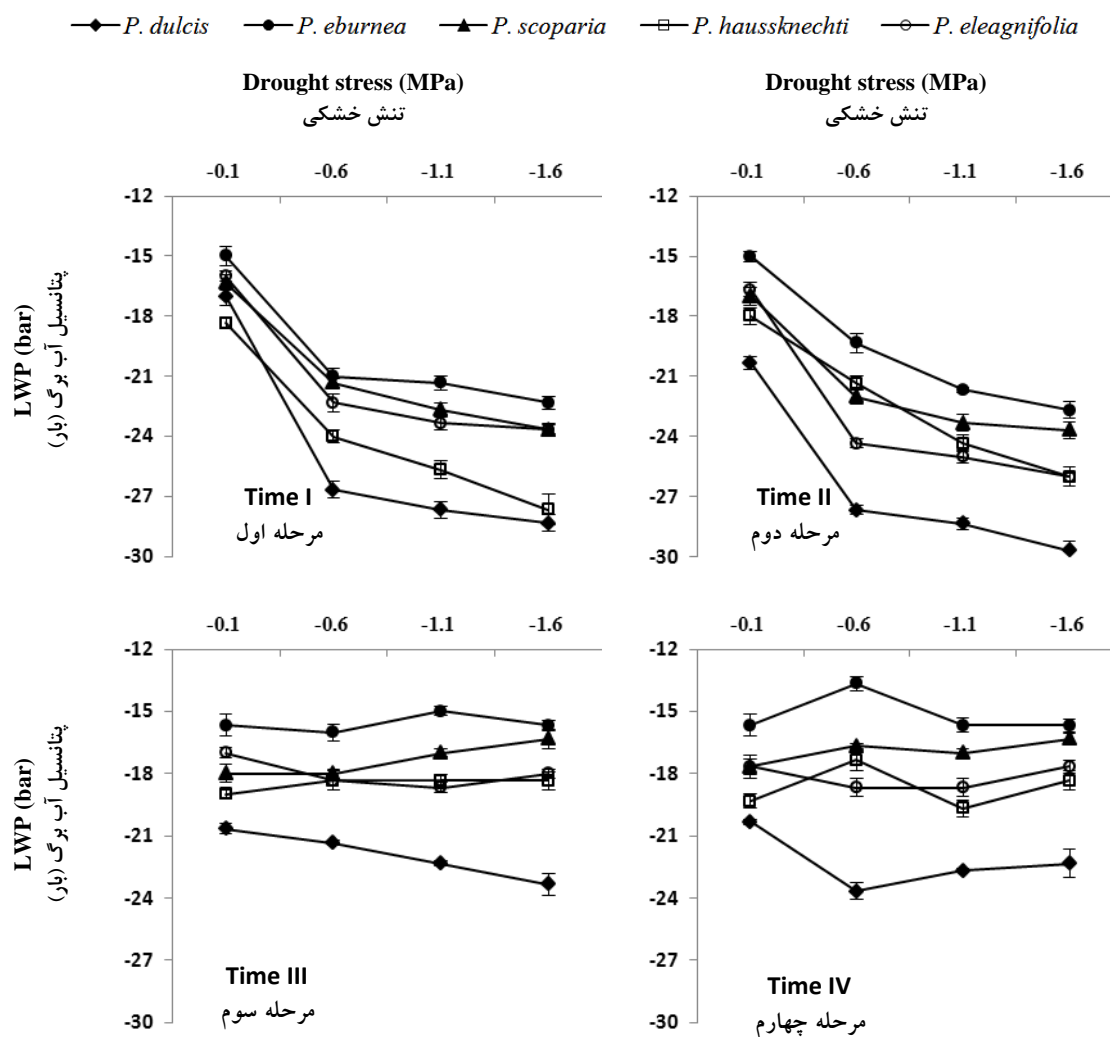 P. dulcis P. eburnea P. scoparia P. haussknechti P. eleagnifolia
Drought stress (MPa)
تنش خشکی
-0.1 -0.6 -1.1 -1.6
LWP (bar)
پتانسیل آب برگ (بار)
-12
-15
-18
-21
-24
-27
-30
Time I
مرحله اول
Drought stress (MPa)
تنش خشکی
-0.1 -0.6 -1.1 -1.6
-12
-15
-18
-21
-24
-27
-30
Time II
مرحله دوم
-0.1 -0.6 -1.1 -1.6
LWP (bar)
پتانسیل آب برگ (بار)
-12
-15
-18
-21
-24
-27
-30
Time III
مرحله سوم
-0.1 -0.6 -1.1 -1.6
-12
-15
-18
-21
-24
-27
-30
Time IV
مرحله چهارم